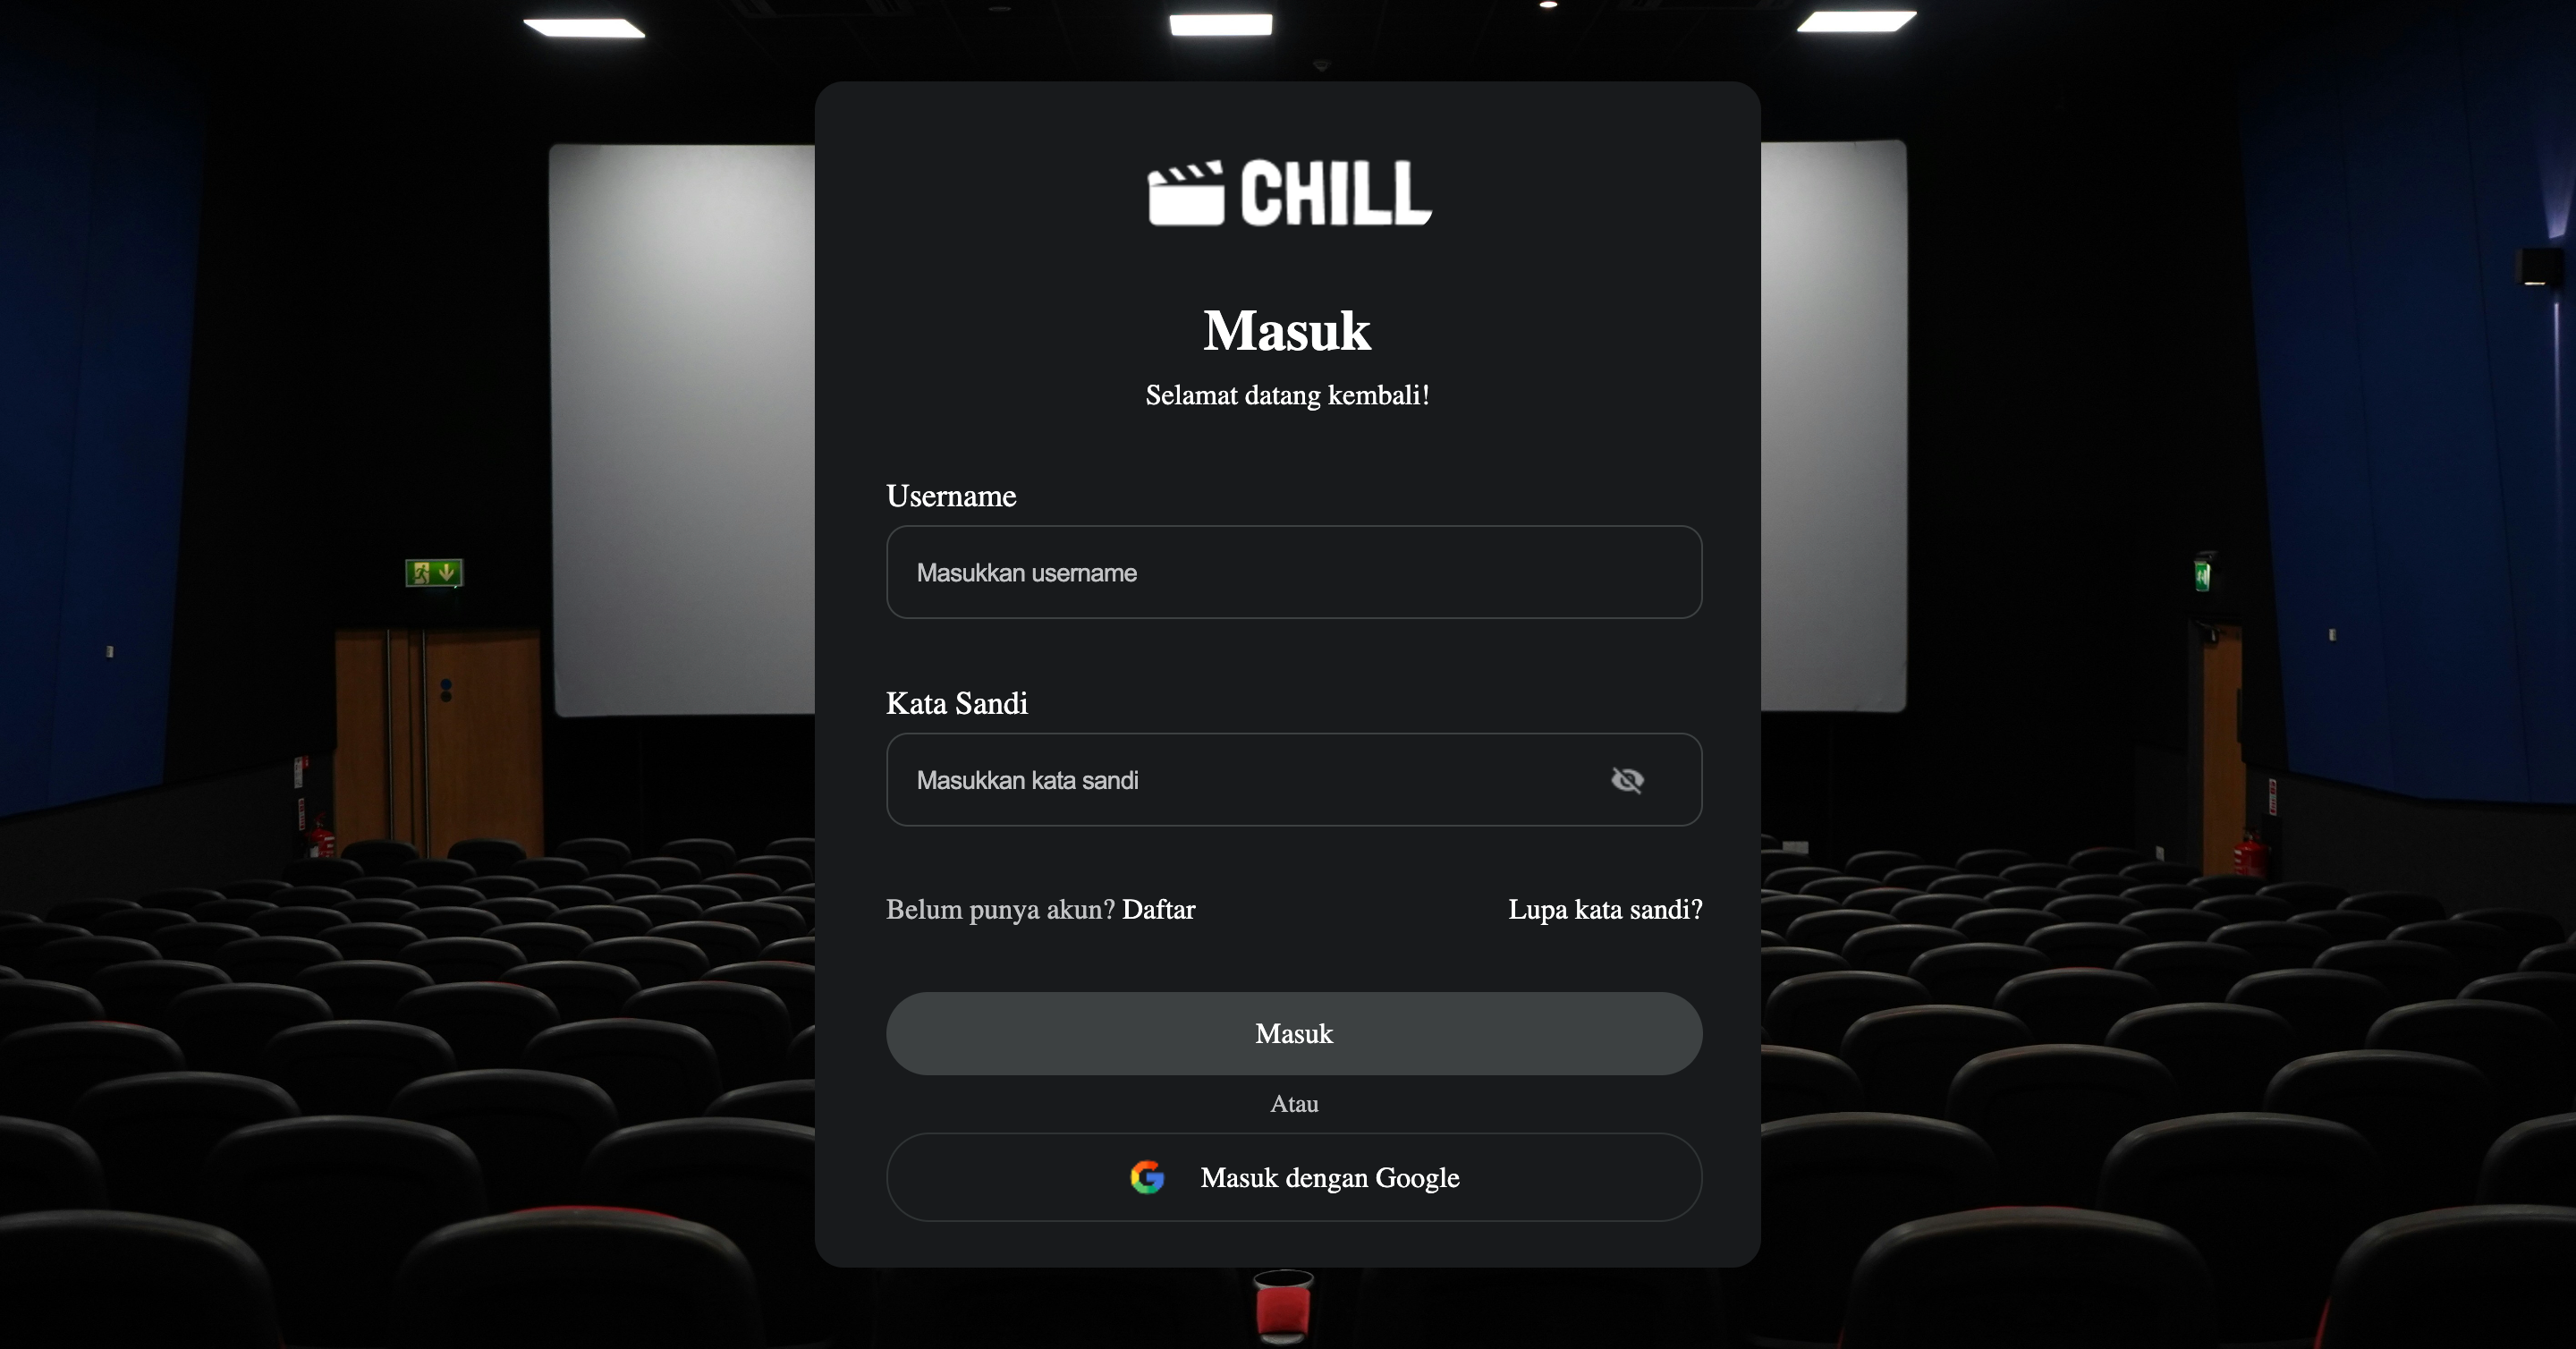 CHILL
Masuk
Selamat datang kembali!
Username
Masukkan username
Kata Sandi
Masukkan kata sandi
Belum punya akun? Daftar
Lupa kata sandi?
Masuk
Atau
Masuk dengan Google